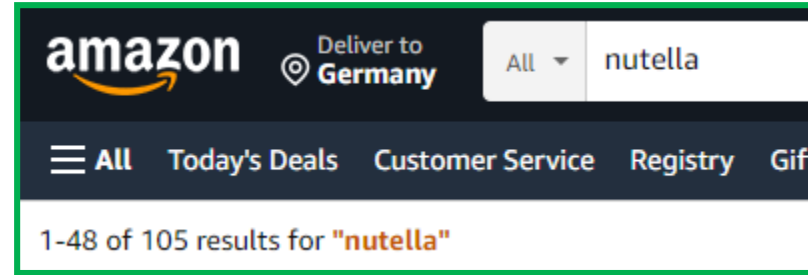 amazon
Deliver to
Germany
All
nutella
All Today's Deals Customer Service Registry Gif
1-48 of 105 results for "nutella"